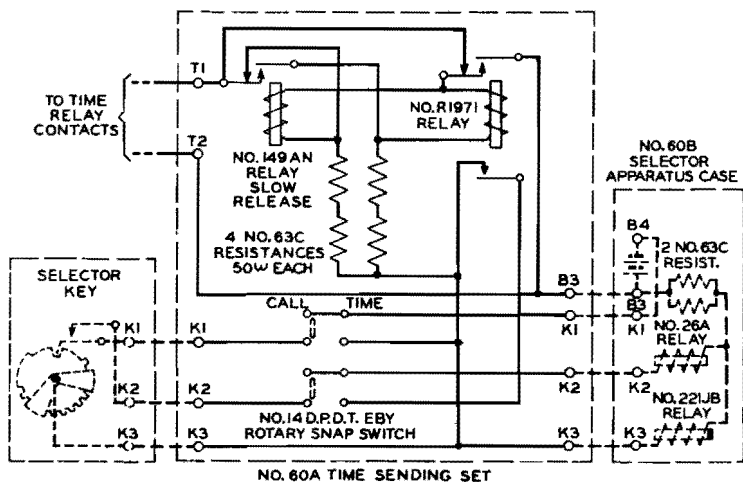 T1
TO TIME
RELAY
CONTACTS
T2
NO. R1971
RELAY
NO. 149AN
RELAY
SLOW
RELEASE
4 NO. 63C
RESISTANCES
50W EACH
NO. 60B
SELECTOR
APPARATUS CASE
B4
2 NO. 63C
RESIST.
SELECTOR
KEY
CALL TIME
B3
B3
K1
K1
K1
K1
NO. 26A
RELAY
K2
K2
K2
K2
NO. 14 D.P.D.T. EBY
ROTARY SNAP SWITCH
NO. 221JB
RELAY
K3
K3
K3
K3
NO. 60A TIME SENDING SET